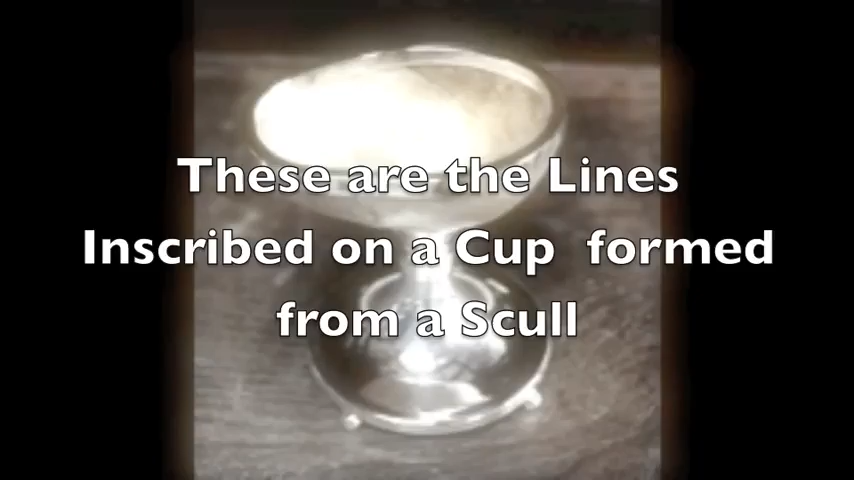 These are the Lines
Inscribed on a Cup  formed
from a Scull